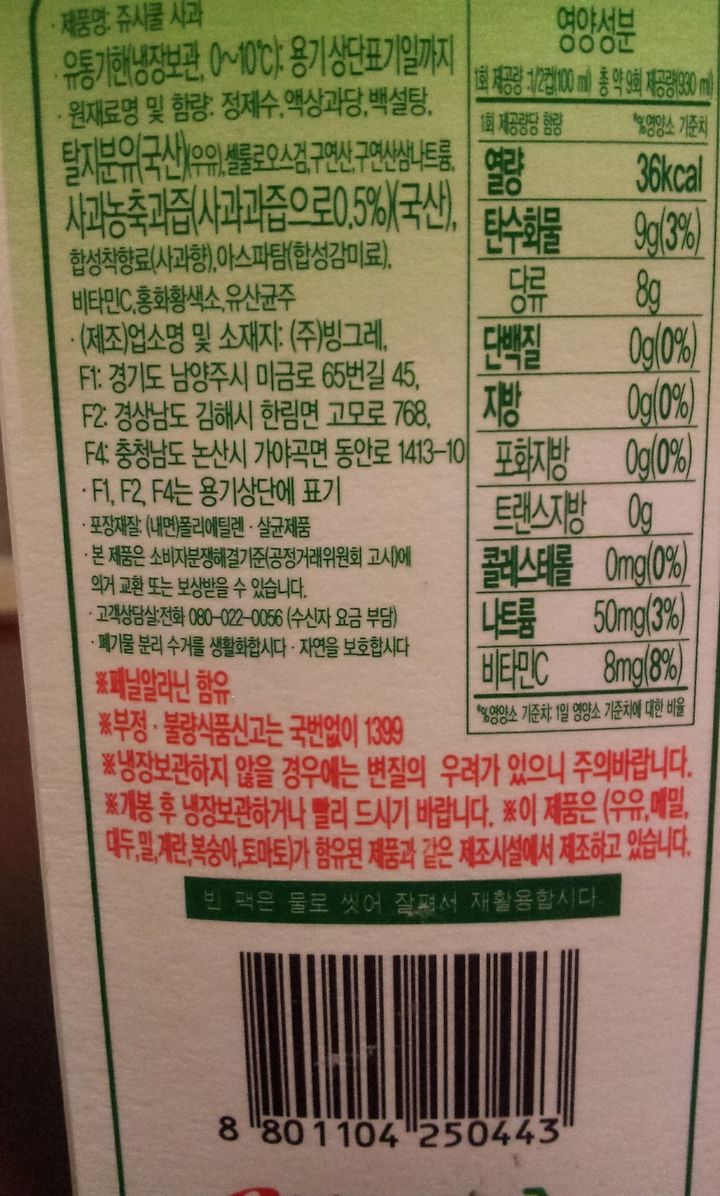 · 제품명: 쥬시쿨 사과
· 유통기한(냉장보관, 0~10℃): 용기 상단표기일까지
· 원재료명 및 함량: 정제수,액상과당,백설탕,
탈지분유(국산)(우유),셀룰로오스검,구연산,구연산삼나트륨,
사과농축과즙(사과과즙으로0.5%)(국산),
합성착향료(사과향),아스파탐(합성감미료),
비타민C,홍화황색소,유산균주
· (제조)업소명 및 소재지: (주)빙그레,
F1: 경기도 남양주시 미금로 65번길 45,
F2: 경상남도 김해시 한림면 고모로 768,
F4: 충청남도 논산시 가야곡면 동안로 1413-10
· F1, F2, F4는 용기상단에 표기
· 포장재질: (내면)폴리에틸렌 · 살균제품
· 본 제품은 소비자분쟁해결기준(공정거래위원회 고시)에
의거 교환 또는 보상받을 수 있습니다.
· 고객상담실:전화 080-022-0056 (수신자 요금 부담)
· 폐기물 분리 수거를 생활화합시다 · 자연을 보호합시다
※페닐알라닌 함유
※부정 · 불량식품신고는 국번없이 1399
※냉장보관하지 않을 경우에는 변질의 우려가 있으니 주의바랍니다.
※개봉 후 냉장보관하거나 빨리 드시기 바랍니다. ※이 제품은 (우유,메밀,
대두,밀,계란,복숭아,토마토)가 함유된 제품과 같은 제조시설에서 제조하고 있습니다.
영양성분
1회 제공량 :1/2컵(100 ml) 총 약 9회 제공량(930 ml)
1회 제공량당 함량 *%영양소 기준치
열량 36kcal
탄수화물 9g(3%)
당류 8g
단백질 0g(0%)
지방 0g(0%)
포화지방 0g(0%)
트랜스지방 0g
콜레스테롤 0mg(0%)
나트륨 50mg(3%)
비타민C 8mg(8%)
*%영양소 기준치: 1일 영양소 기준치에 대한 비율
빈 팩은 물로 씻어 잘펴서 재활용합시다.
8 801104 250443